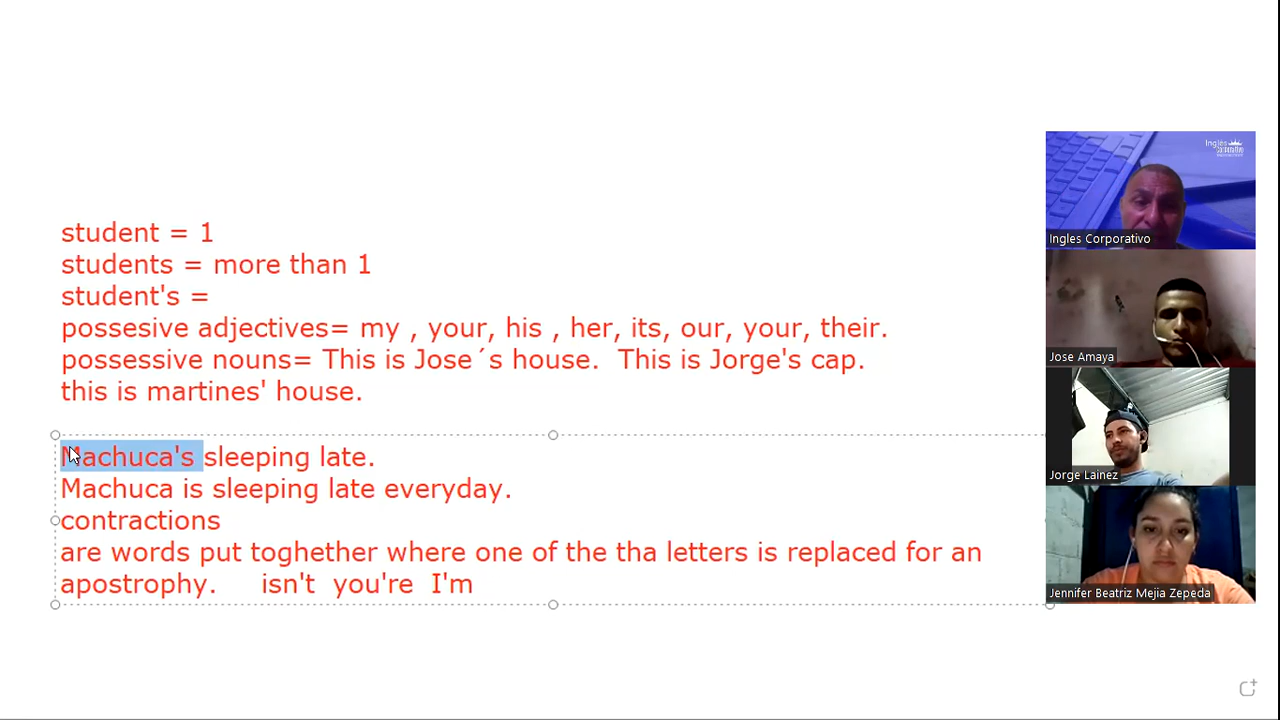 student = 1
students = more than 1
student's =
possesive adjectives= my , your, his , her, its, our, your, their.
possessive nouns= This is Jose´s house.  This is Jorge's cap.
this is martines' house.
Machuca's sleeping late.
Machuca is sleeping late everyday.
contractions
are words put toghether where one of the tha letters is replaced for an
apostrophy.     isn't  you're  I'm
Ingles
Corporativo
Ingles Corporativo
Jose Amaya
Jorge Lainez
Jennifer Beatriz Mejia Zepeda